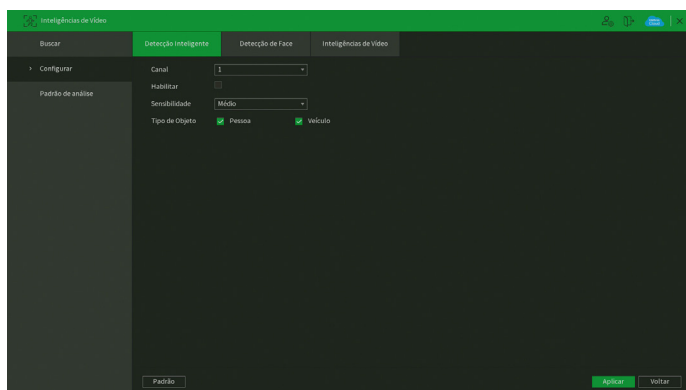 Inteligências de Vídeo
Buscar
Detecção Inteligente
Detecção de Face
Inteligências de Vídeo
Configurar
Padrão de análise
Canal
1
Habilitar
Sensibilidade
Médio
Tipo de Objeto
Pessoa
Veículo
Padrão
Aplicar
Voltar